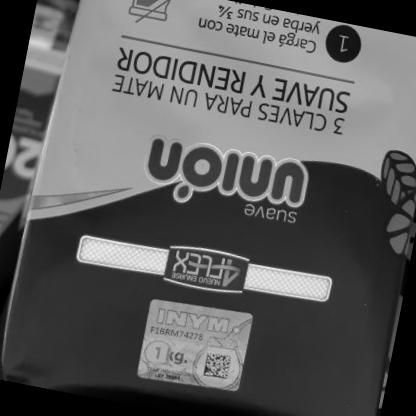 INYM.
F1BRM74278
1 kg.
NUEVO ENVASE
4FLEX
suave
unión
3 CLAVES PARA UN MATE
SUAVE Y RENDIDOR
1
Cargá el mate con
yerba en sus ¾